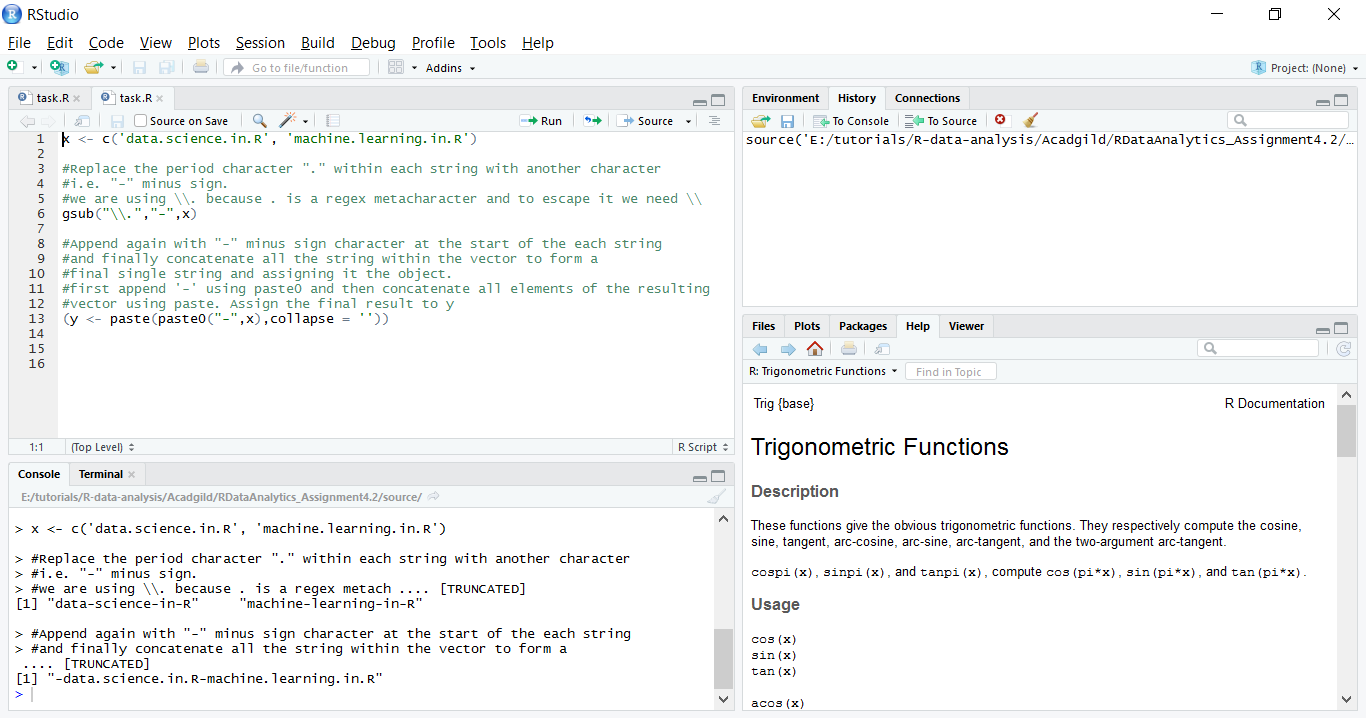 RStudio
File Edit Code View Plots Session Build Debug Profile Tools Help
Go to file/function Addins Project: (None)
task.R task.R
Source on Save Run Source
1 x <- c('data.science.in.R', 'machine.learning.in.R')
2
3 #Replace the period character "." within each string with another character
4 #i.e. "-" minus sign.
5 #we are using \\. because . is a regex metacharacter and to escape it we need \\
6 gsub("\\.","-",x)
7
8 #Append again with "-" minus sign character at the start of the each string
9 #and finally concatenate all the string within the vector to form a
10 #final single string and assigning it the object.
11 #first append '-' using paste0 and then concatenate all elements of the resulting
12 #vector using paste. Assign the final result to y
13 (y <- paste(paste0("-",x),collapse = ''))
14
15
16
1:1 (Top Level) R Script
Console Terminal
E:/tutorials/R-data-analysis/Acadgild/RDataAnalytics_Assignment4.2/source/
> x <- c('data.science.in.R', 'machine.learning.in.R')
> #Replace the period character "." within each string with another character
> #i.e. "-" minus sign.
> #we are using \\. because . is a regex metach .... [TRUNCATED]
[1] "data-science-in-R" "machine-learning-in-R"
> #Append again with "-" minus sign character at the start of the each string
> #and finally concatenate all the string within the vector to form a
.... [TRUNCATED]
[1] "-data.science.in.R-machine.learning.in.R"
>
Environment History Connections
To Console To Source
source('E:/tutorials/R-data-analysis/Acadgild/RDataAnalytics_Assignment4.2/…
Files Plots Packages Help Viewer
R: Trigonometric Functions Find in Topic
Trig {base} R Documentation
Trigonometric Functions
Description
These functions give the obvious trigonometric functions. They respectively compute the cosine,
sine, tangent, arc-cosine, arc-sine, arc-tangent, and the two-argument arc-tangent.
cospi(x), sinpi(x), and tanpi(x), compute cos(pi*x), sin(pi*x), and tan(pi*x).
Usage
cos(x)
sin(x)
tan(x)
acos(x)